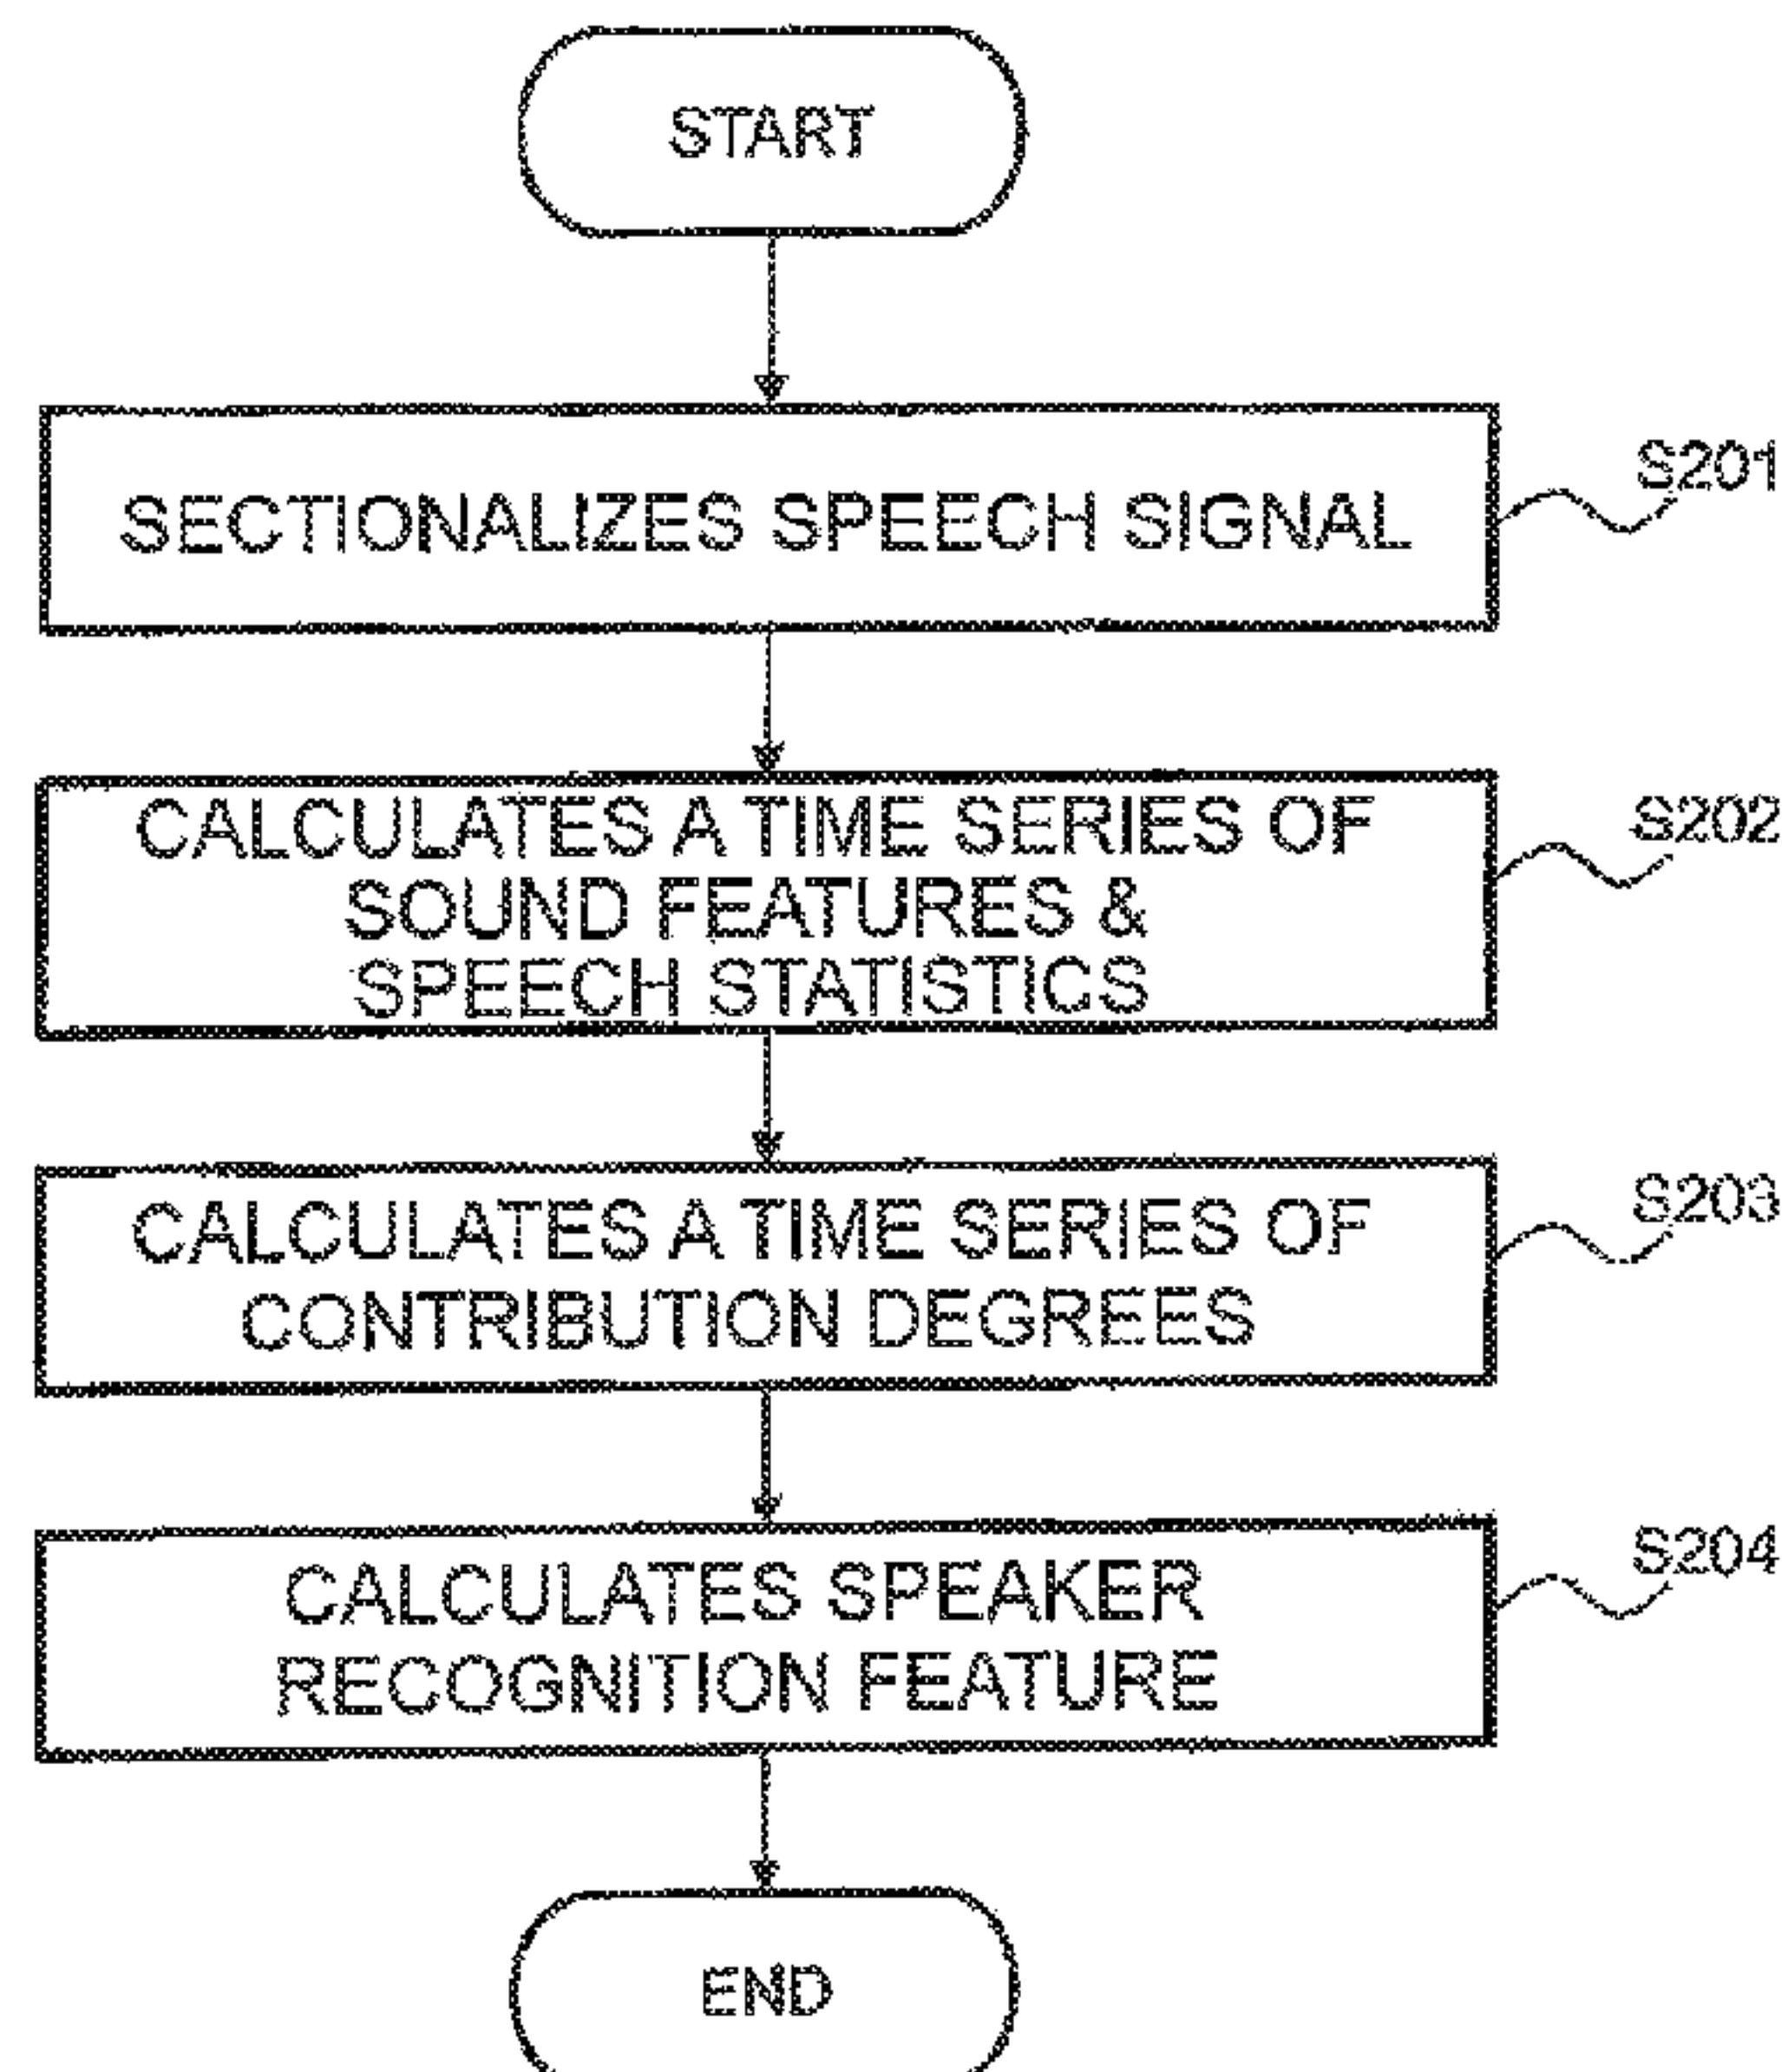 START
SECTIONALIZES SPEECH SIGNAL
S201
CALCULATES A TIME SERIES OF
SOUND FEATURES &
SPEECH STATISTICS
S202
CALCULATES A TIME SERIES OF
CONTRIBUTION DEGREES
S203
CALCULATES SPEAKER
RECOGNITION FEATURE
S204
END